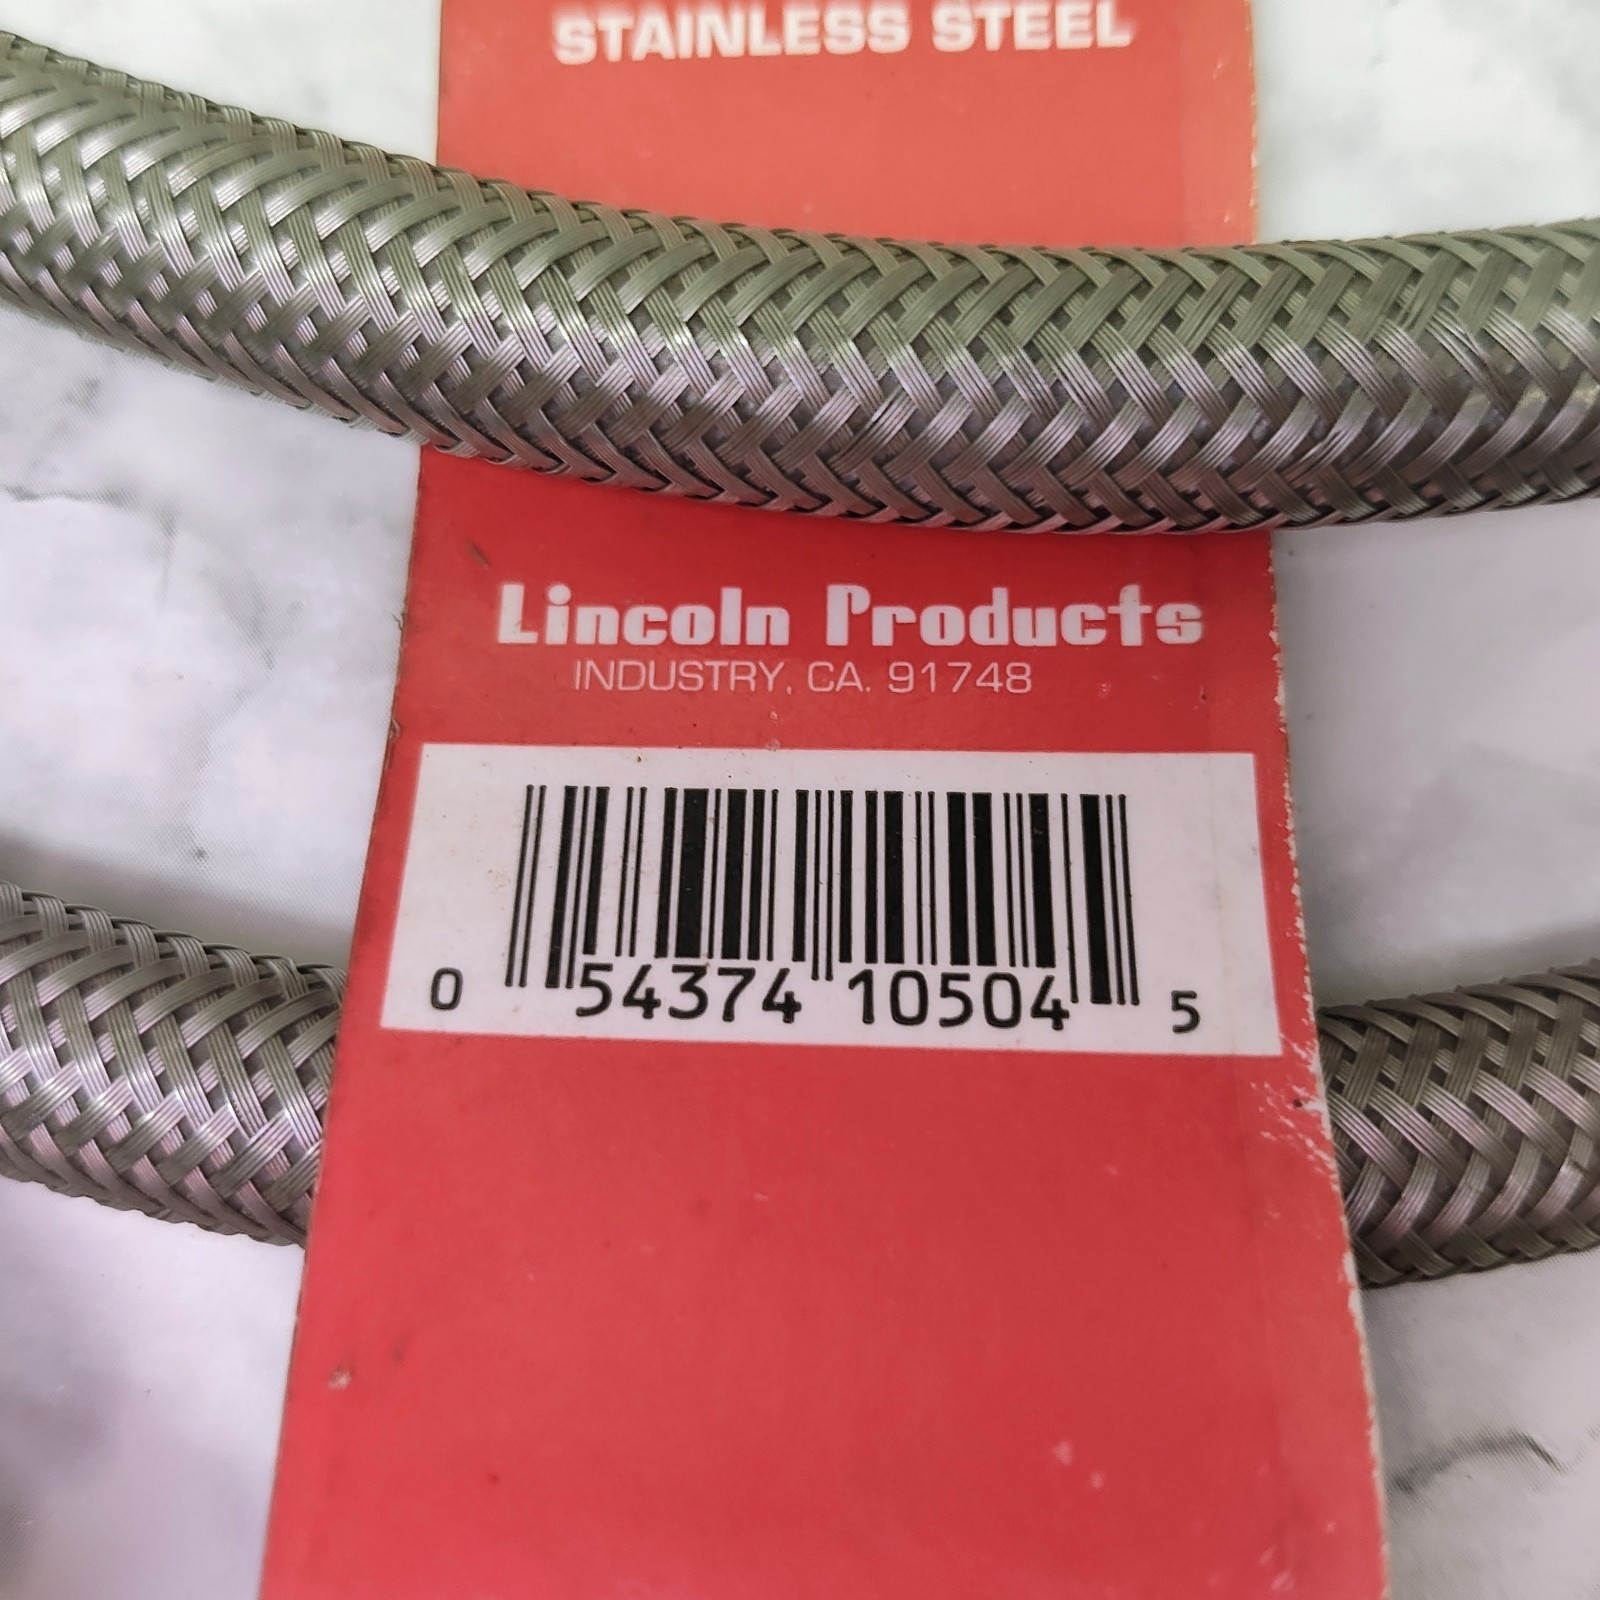 STAINLESS STEEL
Lincoln Products
INDUSTRY, CA. 91748
0 54374 10504 5